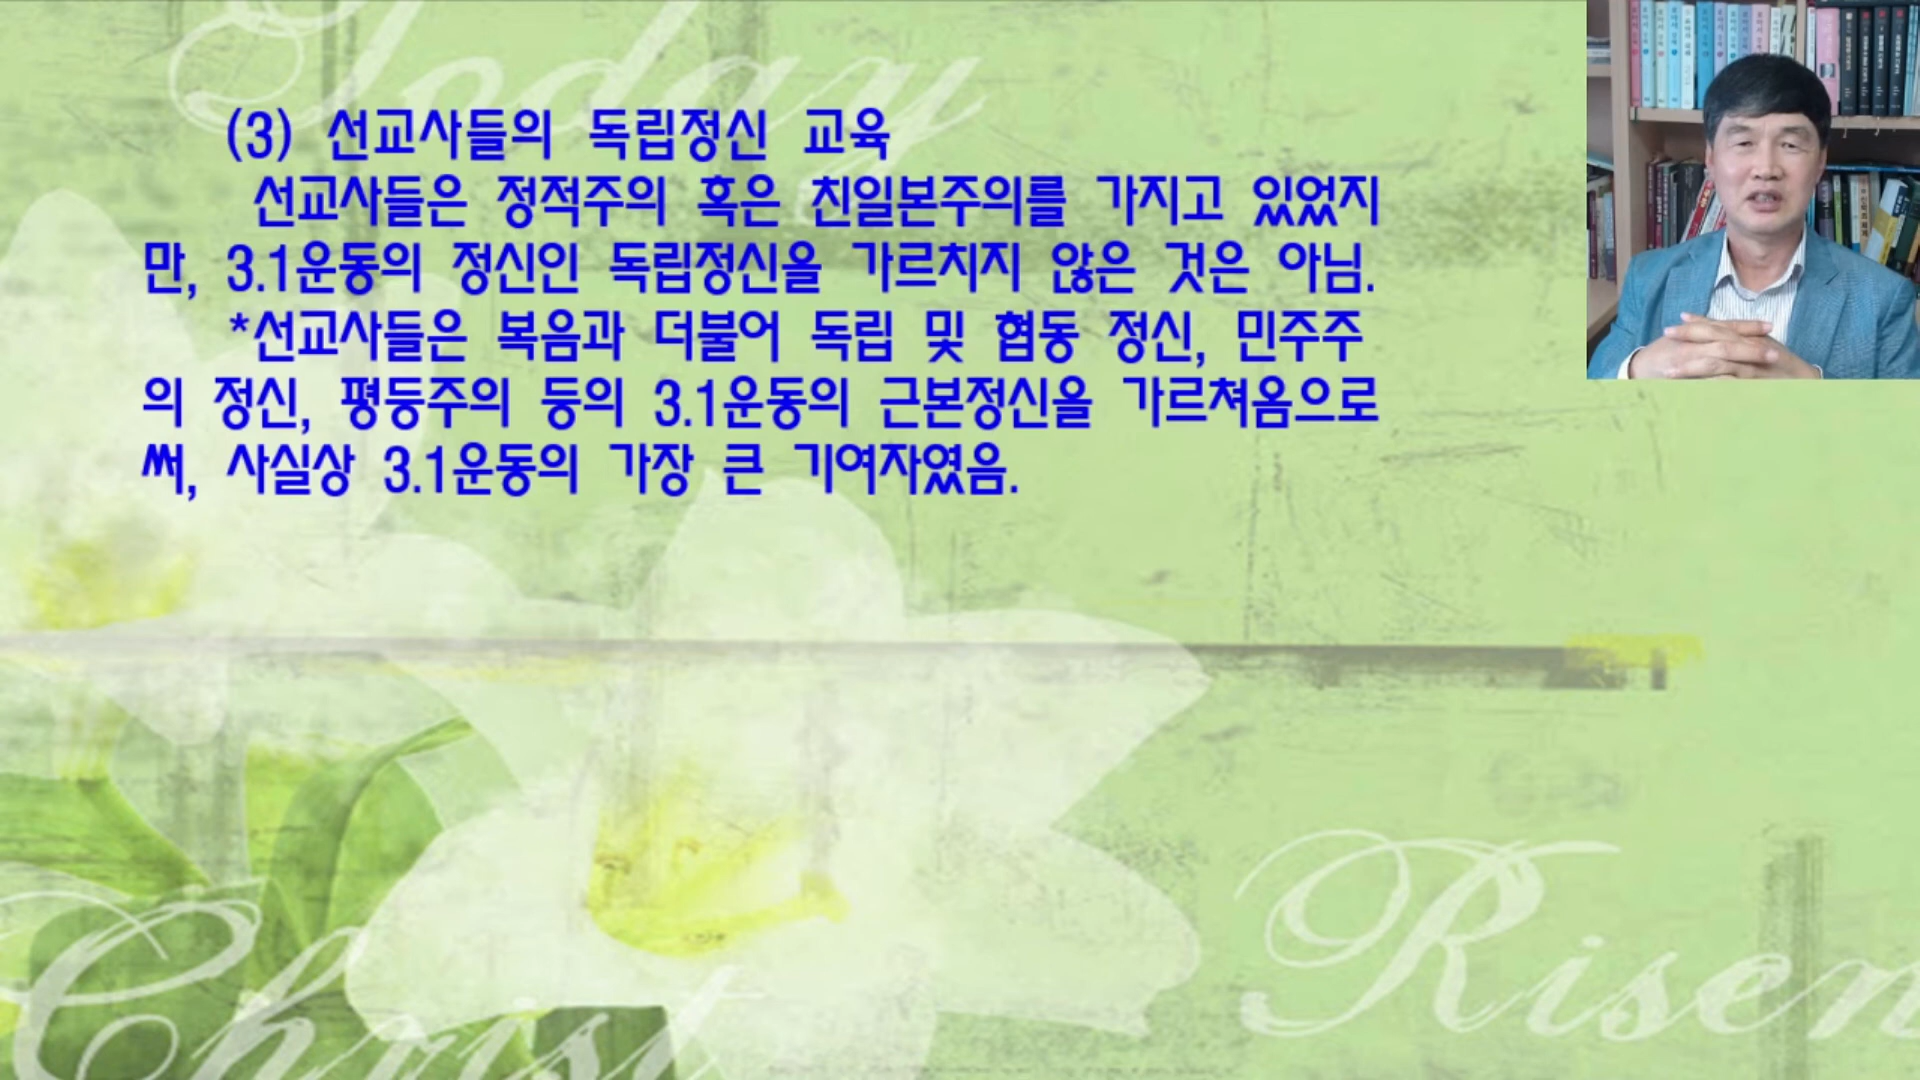 Today
(3) 선교사들의 독립정신 교육
선교사들은 정적주의 혹은 친일본주의를 가지고 있었지
만, 3.1운동의 정신인 독립정신을 가르치지 않은 것은 아님.
*선교사들은 복음과 더불어 독립 및 협동 정신, 민주주
의 정신, 평등주의 등의 3.1운동의 근본정신을 가르쳐옴으로
써, 사실상 3.1운동의 가장 큰 기여자였음.
Risen
Christ